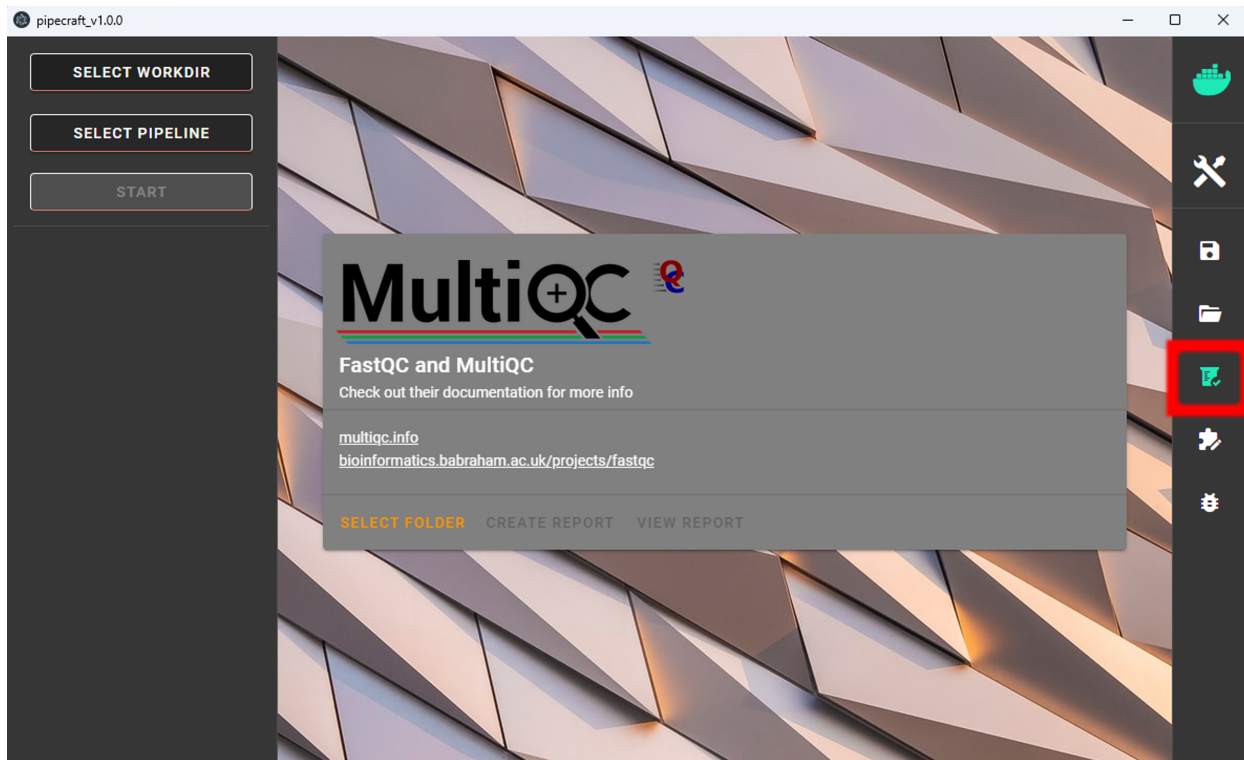 pipecraft_v1.0.0
SELECT WORKDIR
SELECT PIPELINE
START
MultiQC QC
FastQC and MultiQC
Check out their documentation for more info
multiqc.info
bioinformatics.babraham.ac.uk/projects/fastqc
SELECT FOLDER CREATE REPORT VIEW REPORT